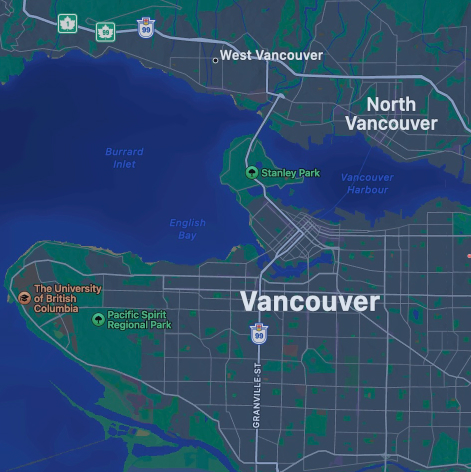 1
99
99
West Vancouver
North
Vancouver
Burrard
Inlet
Stanley Park
Vancouver
Harbour
English
Bay
The University
of British
Columbia
Vancouver
Pacific Spirit
Regional Park
99
GRANVILLE ST